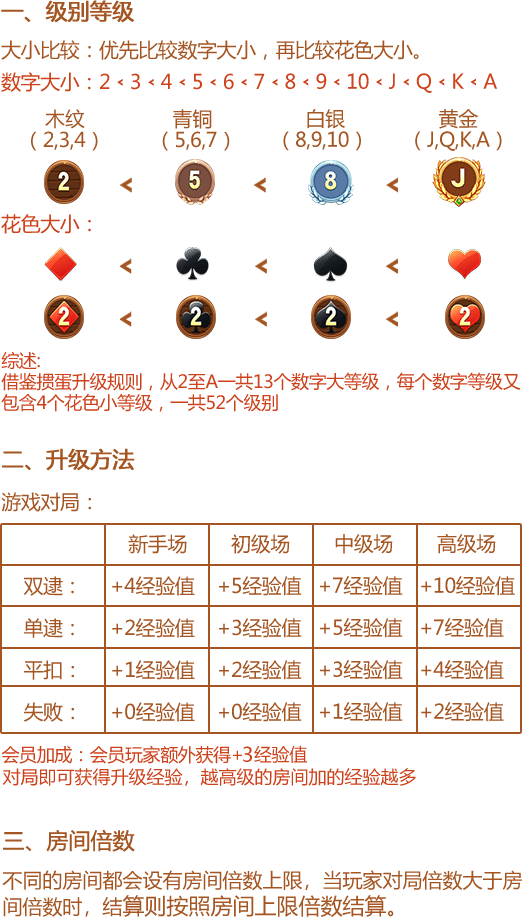 一、级别等级
大小比较：优先比较数字大小，再比较花色大小。
数字大小：2 < 3 < 4 < 5 < 6 < 7 < 8 < 9 < 10 < J < Q < K < A
木纹 青铜 白银 黄金
（2,3,4） （5,6,7） （8,9,10） （J,Q,K,A）
2 < 5 < 8 < J
花色大小：
< < <
2 < 2 < 2 < 2
综述:
借鉴掼蛋升级规则，从2至A一共13个数字大等级，每个数字等级又
包含4个花色小等级，一共52个级别
二、升级方法
游戏对局：
新手场 初级场 中级场 高级场
双逮： +4经验值 +5经验值 +7经验值 +10经验值
单逮： +2经验值 +3经验值 +5经验值 +7经验值
平扣： +1经验值 +2经验值 +3经验值 +4经验值
失败： +0经验值 +0经验值 +1经验值 +2经验值
会员加成：会员玩家额外获得+3经验值
对局即可获得升级经验，越高级的房间加的经验越多
三、房间倍数
不同的房间都会设有房间倍数上限，当玩家对局倍数大于房
间倍数时，结算则按照房间上限倍数结算。